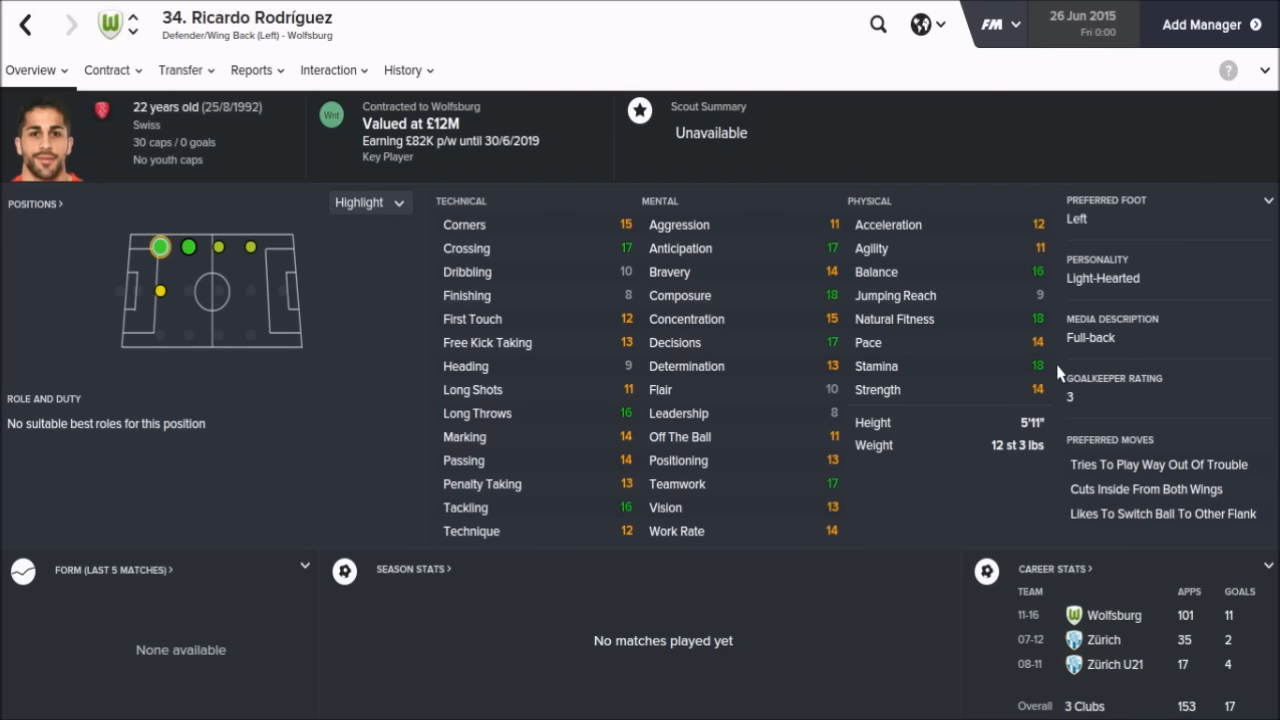 34. Ricardo Rodríguez
Defender/Wing Back (Left) - Wolfsburg
FM
26 Jun 2015
Fri 0:00
Add Manager
Overview
Contract
Transfer
Reports
Interaction
History
?
22 years old (25/8/1992)
Swiss
30 caps / 0 goals
No youth caps
Wnt
Contracted to Wolfsburg
Valued at £12M
Earning £82K p/w until 30/6/2019
Key Player
Scout Summary
Unavailable
POSITIONS >
Highlight
ROLE AND DUTY
No suitable best roles for this position
TECHNICAL
Corners 15
Crossing 17
Dribbling 10
Finishing 8
First Touch 12
Free Kick Taking 13
Heading 9
Long Shots 11
Long Throws 16
Marking 14
Passing 14
Penalty Taking 13
Tackling 16
Technique 12
MENTAL
Aggression 11
Anticipation 17
Bravery 14
Composure 18
Concentration 15
Decisions 17
Determination 13
Flair 10
Leadership 8
Off The Ball 11
Positioning 13
Teamwork 17
Vision 13
Work Rate 14
PHYSICAL
Acceleration 12
Agility 11
Balance 16
Jumping Reach 9
Natural Fitness 18
Pace 14
Stamina 18
Strength 14
Height 5'11"
Weight 12 st 3 lbs
PREFERRED FOOT
Left
PERSONALITY
Light-Hearted
MEDIA DESCRIPTION
Full-back
GOALKEEPER RATING
3
PREFERRED MOVES
Tries To Play Way Out Of Trouble
Cuts Inside From Both Wings
Likes To Switch Ball To Other Flank
FORM (LAST 5 MATCHES) >
None available
SEASON STATS >
No matches played yet
CAREER STATS >
TEAM APPS GOALS
11-16 Wolfsburg 101 11
07-12 Zürich 35 2
08-11 Zürich U21 17 4
Overall 3 Clubs 153 17